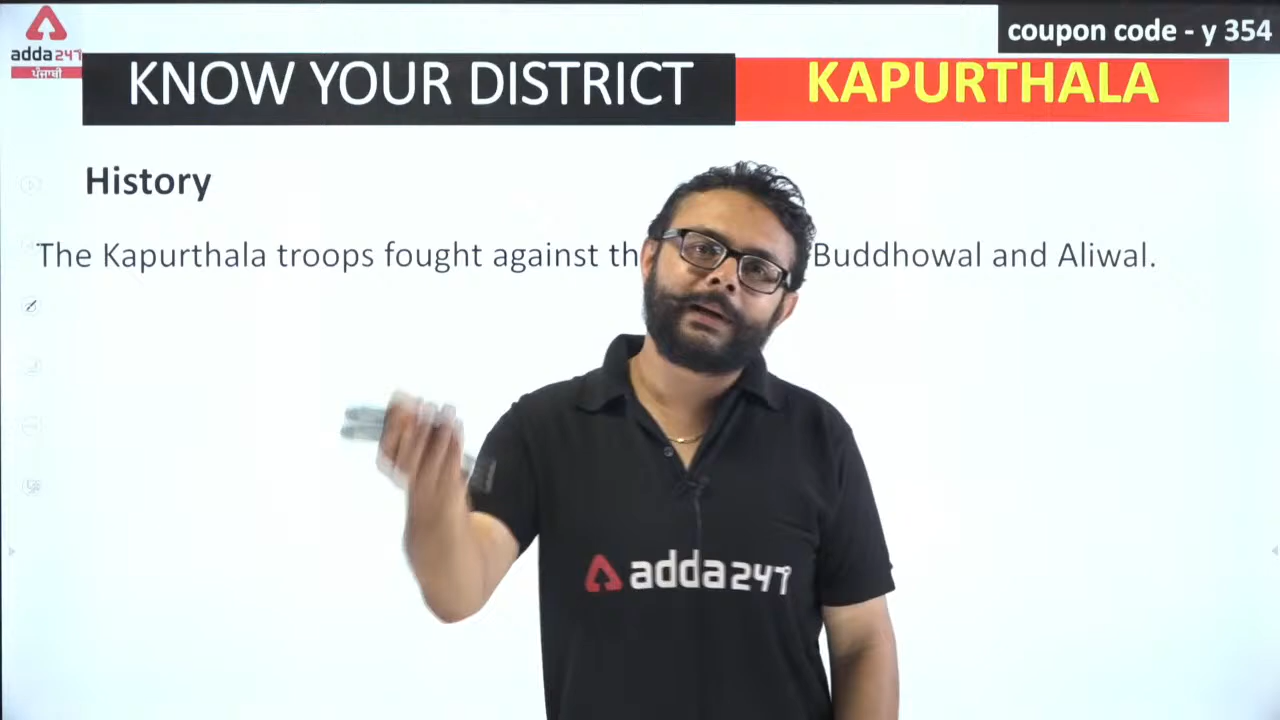 coupon code - y 354
adda247
ਪੰਜਾਬੀ
KNOW YOUR DISTRICT KAPURTHALA
History
The Kapurthala troops fought against th Buddhowal and Aliwal.
adda247